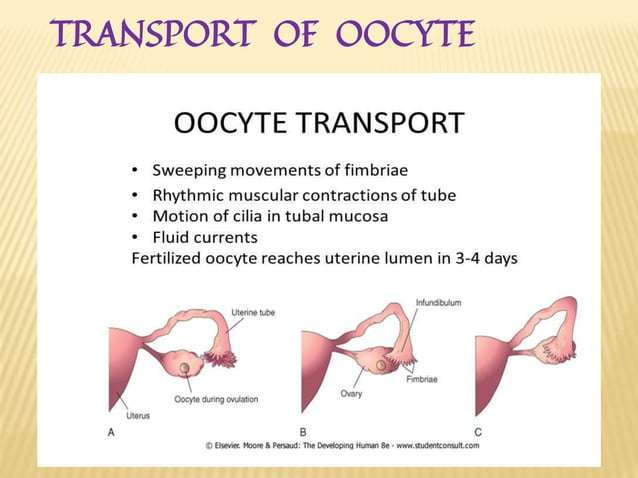 TRANSPORT OF OOCYTE
OOCYTE TRANSPORT
• Sweeping movements of fimbriae
• Rhythmic muscular contractions of tube
• Motion of cilia in tubal mucosa
• Fluid currents
Fertilized oocyte reaches uterine lumen in 3-4 days
Uterine tube
Oocyte during ovulation
Uterus
A
Infundibulum
Fimbriae
Ovary
B
C
© Elsevier. Moore & Persaud: The Developing Human 8e - www.studentconsult.com